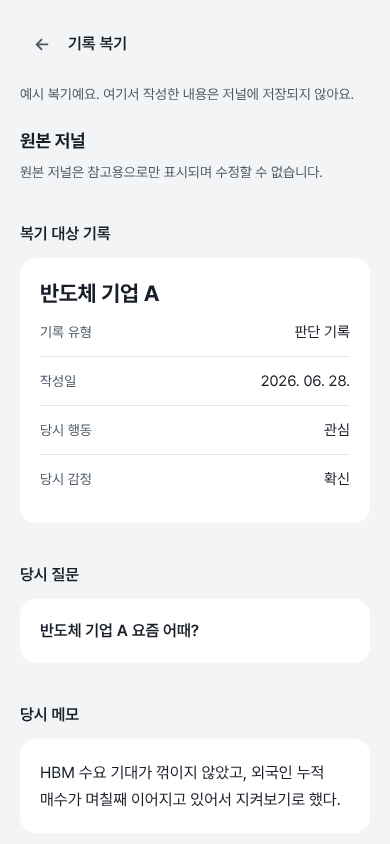 기록 복기
예시 복기예요. 여기서 작성한 내용은 저널에 저장되지 않아요.
원본 저널
원본 저널은 참고용으로만 표시되며 수정할 수 없습니다.
복기 대상 기록
반도체 기업 A
기록 유형 판단 기록
작성일 2026. 06. 28.
당시 행동 관심
당시 감정 확신
당시 질문
반도체 기업 A 요즘 어때?
당시 메모
HBM 수요 기대가 꺾이지 않았고, 외국인 누적
매수가 며칠째 이어지고 있어서 지켜보기로 했다.